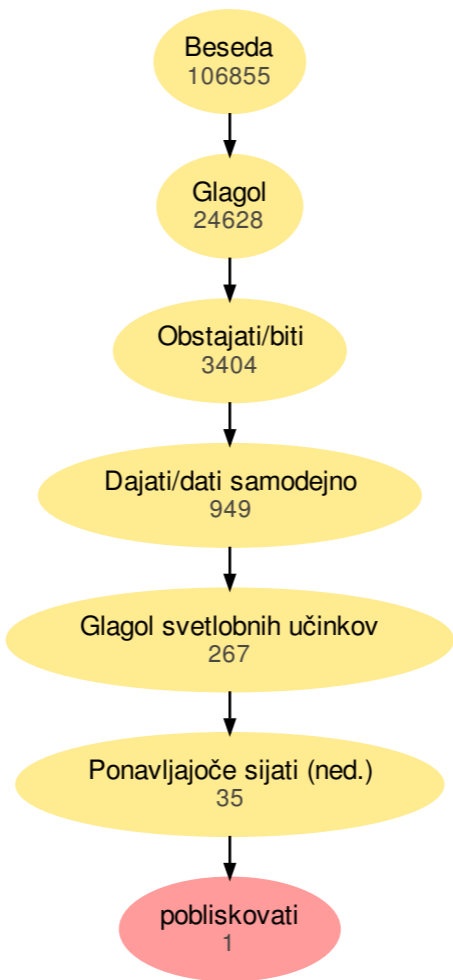 Beseda
106855
Glagol
24628
Obstajati/biti
3404
Dajati/dati samodejno
949
Glagol svetlobnih učinkov
267
Ponavljajoče sijati (ned.)
35
pobliskovati
1